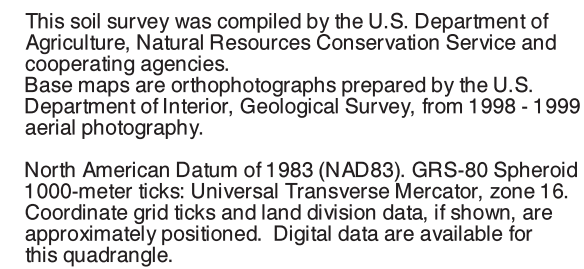 This soil survey was compiled by the U.S. Department of
Agriculture, Natural Resources Conservation Service and
cooperating agencies.
Base maps are orthophotographs prepared by the U.S.
Department of Interior, Geological Survey, from 1998 - 1999
aerial photography.

North American Datum of 1983 (NAD83). GRS-80 Spheroid
1000-meter ticks: Universal Transverse Mercator, zone 16.
Coordinate grid ticks and land division data, if shown, are
approximately positioned.  Digital data are available for
this quadrangle.